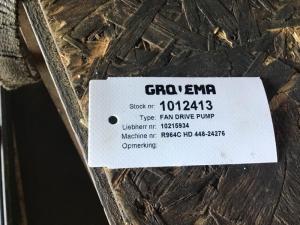 GROEMA
Stock nr: 1012413
Type: FAN DRIVE PUMP
Liebherr nr: 10215934
Machine nr: R964C HD 448-24276
Opmerking: